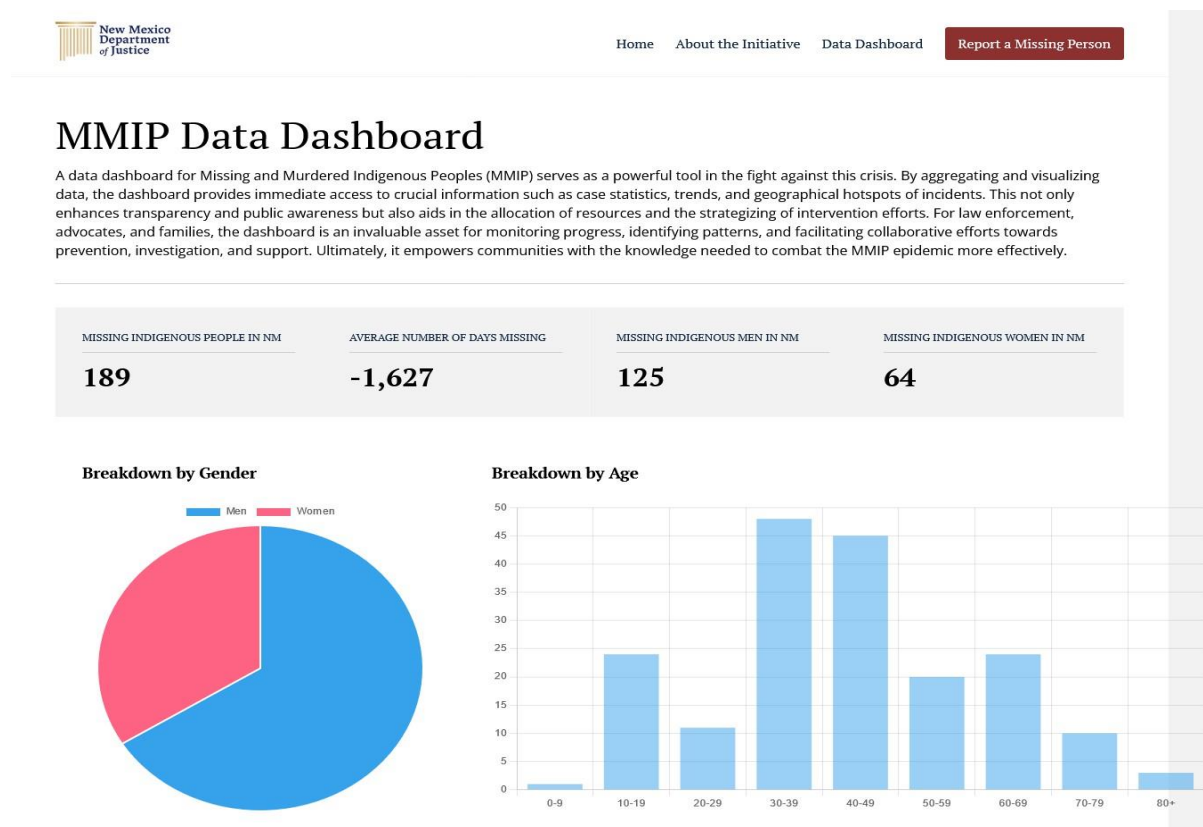 New Mexico
Department
of Justice
Home About the Initiative Data Dashboard Report a Missing Person
MMIP Data Dashboard
A data dashboard for Missing and Murdered Indigenous Peoples (MMIP) serves as a powerful tool in the fight against this crisis. By aggregating and visualizing
data, the dashboard provides immediate access to crucial information such as case statistics, trends, and geographical hotspots of incidents. This not only
enhances transparency and public awareness but also aids in the allocation of resources and the strategizing of intervention efforts. For law enforcement,
advocates, and families, the dashboard is an invaluable asset for monitoring progress, identifying patterns, and facilitating collaborative efforts towards
prevention, investigation, and support. Ultimately, it empowers communities with the knowledge needed to combat the MMIP epidemic more effectively.
MISSING INDIGENOUS PEOPLE IN NM
189
AVERAGE NUMBER OF DAYS MISSING
-1,627
MISSING INDIGENOUS MEN IN NM
125
MISSING INDIGENOUS WOMEN IN NM
64
Breakdown by Gender
Men Women
Breakdown by Age
50
45
40
35
30
25
20
15
10
5
0
0-9 10-19 20-29 30-39 40-49 50-59 60-69 70-79 80+